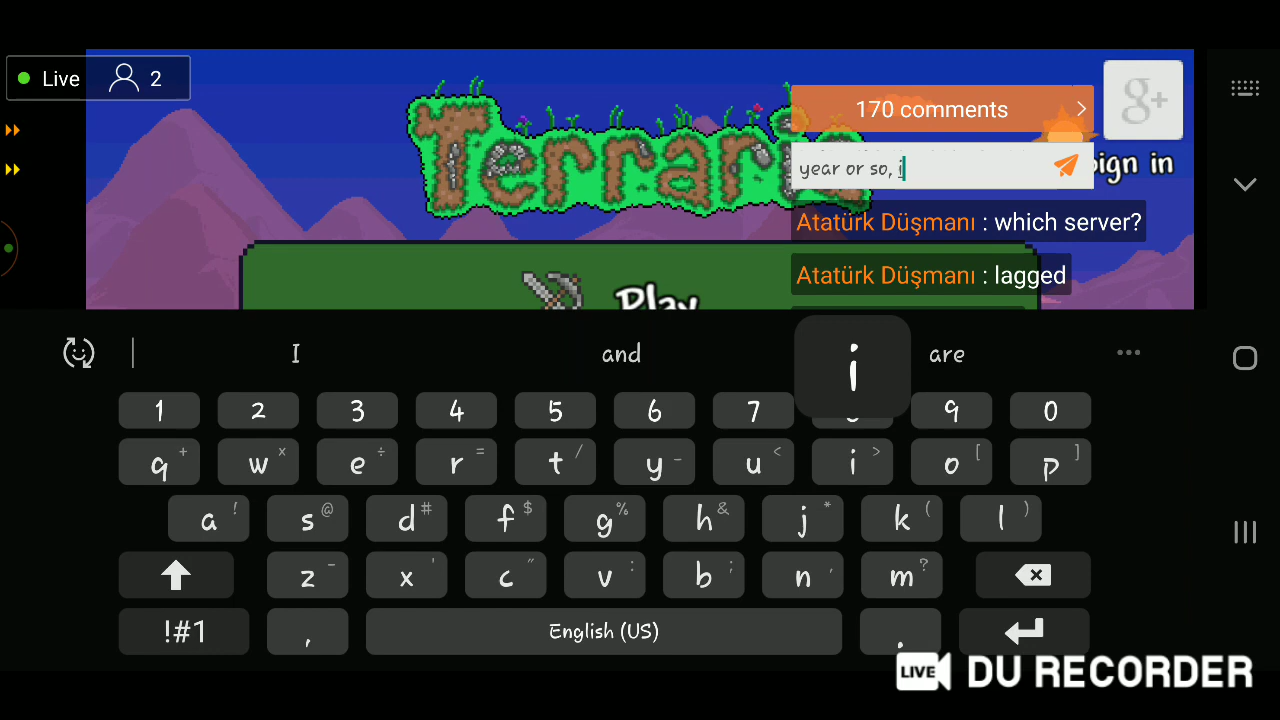 Live 2
Terraria
170 comments
g+
year or so, i
Sign in
Atatürk Düşmanı : which server?
Atatürk Düşmanı : lagged
Play
I and are
i
1 2 3 4 5 6 7 9 0
q + w × e ÷ r = t / y - u < i > o [ p ]
a ! s @ d # f $ g % h & j * k ( l )
z - x ' c " v : b ; n , m ?
!#1 , English (US) .
LIVE DU RECORDER